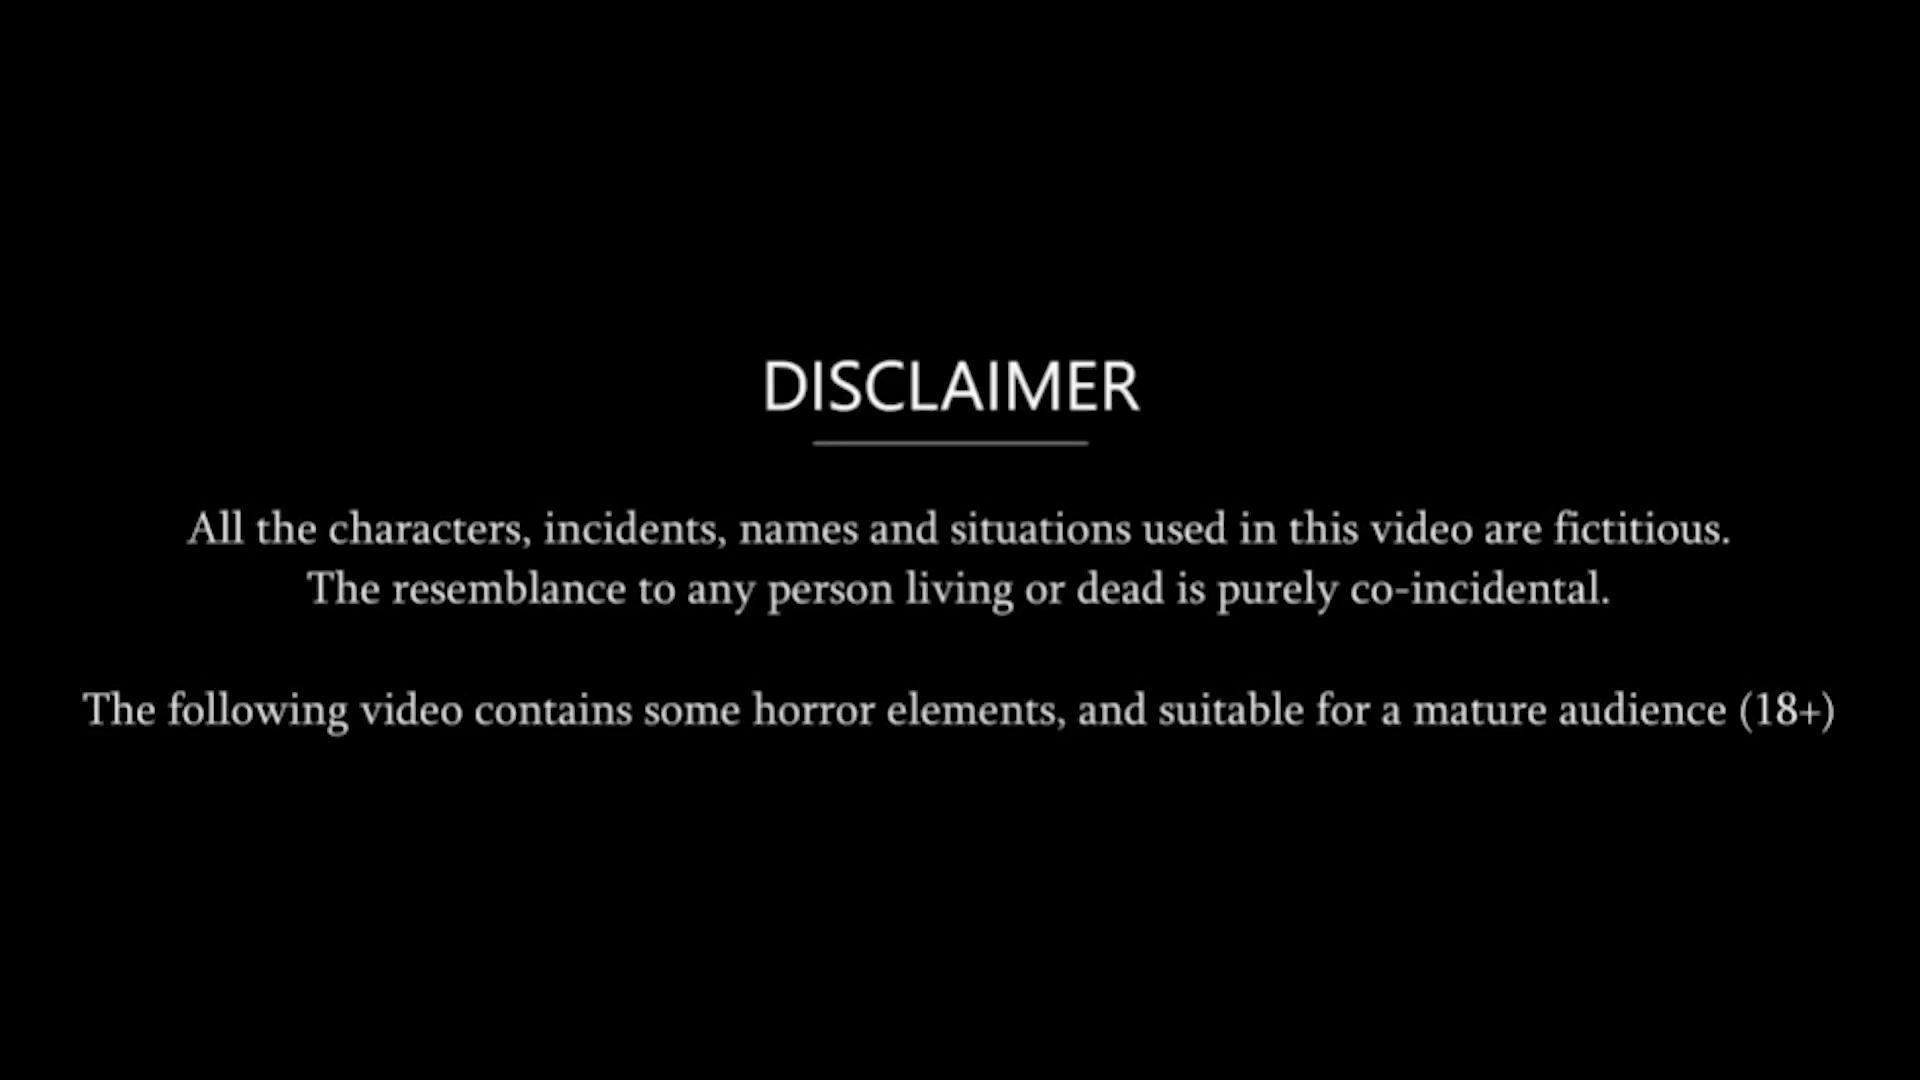 DISCLAIMER
All the characters, incidents, names and situations used in this video are fictitious.
The resemblance to any person living or dead is purely co-incidental.
The following video contains some horror elements, and suitable for a mature audience (18+)